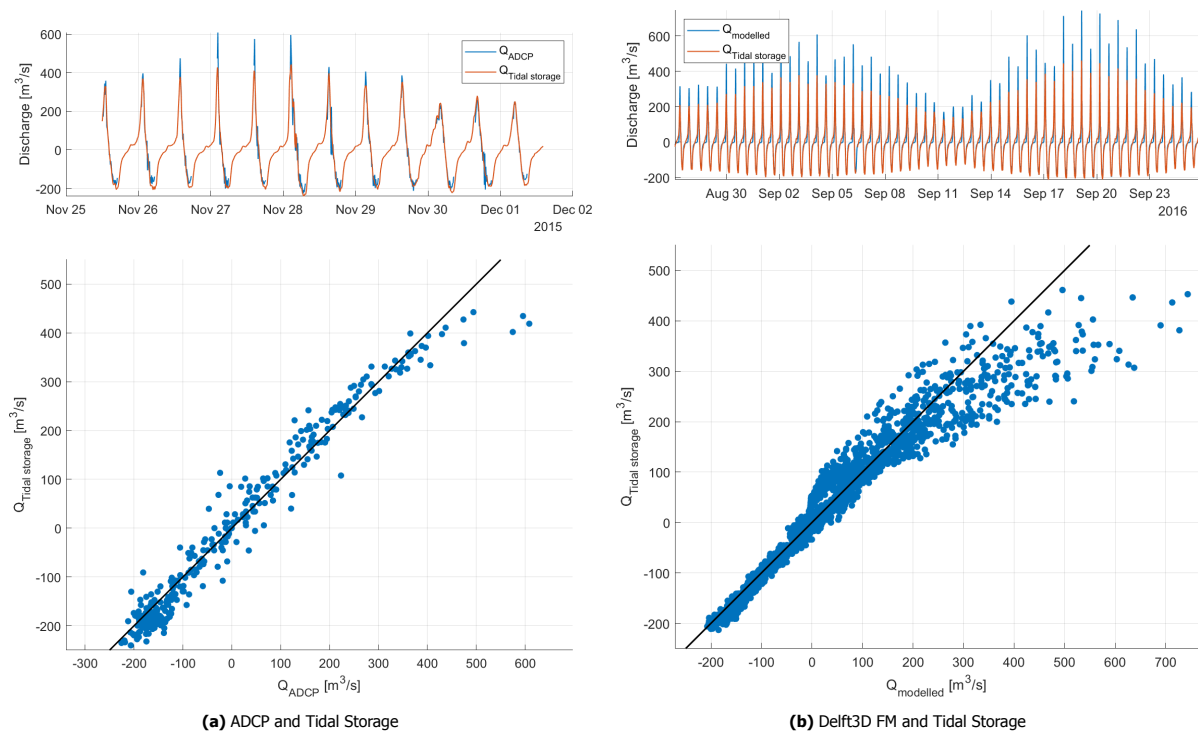 600
400
200
0
-200
Discharge [m³/s]
Q_ADCP
Q_Tidal storage
Nov 25 Nov 26 Nov 27 Nov 28 Nov 29 Nov 30 Dec 01 Dec 02
2015
600
400
200
0
-200
Discharge [m³/s]
Q_modelled
Q_Tidal storage
Aug 30 Sep 02 Sep 05 Sep 08 Sep 11 Sep 14 Sep 17 Sep 20 Sep 23
2016
500
400
300
200
100
0
-100
-200
Q_Tidal storage [m³/s]
-300 -200 -100 0 100 200 300 400 500 600
Q_ADCP [m³/s]
500
400
300
200
100
0
-100
-200
Q_Tidal storage [m³/s]
-200 -100 0 100 200 300 400 500 600 700
Q_modelled [m³/s]
(a) ADCP and Tidal Storage
(b) Delft3D FM and Tidal Storage